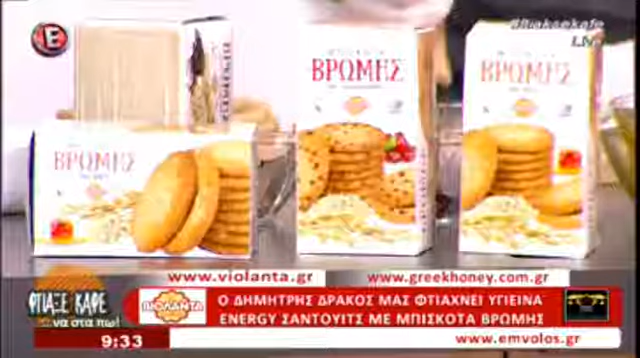 E
#ftiaksekafe
LIVE
ΒΡΩΜΗΣ
ΒΡΩΜΗΣ
ΒΡΩΜΗΣ
www.violanta.gr
www.greekhoney.com.gr
ΦΤΙΑΞΕ ΚΑΦΕ
να στα πω!
ΒΙΟΛΑΝΤΑ
Ο ΔΗΜΗΤΡΗΣ ΔΡΑΚΟΣ ΜΑΣ ΦΤΙΑΧΝΕΙ ΥΓΙΕΙΝΑ
ENERGY ΣΑΝΤΟΥΙΤΣ ΜΕ ΜΠΙΣΚΟΤΑ ΒΡΩΜΗΣ
9:33
www.emvolos.gr